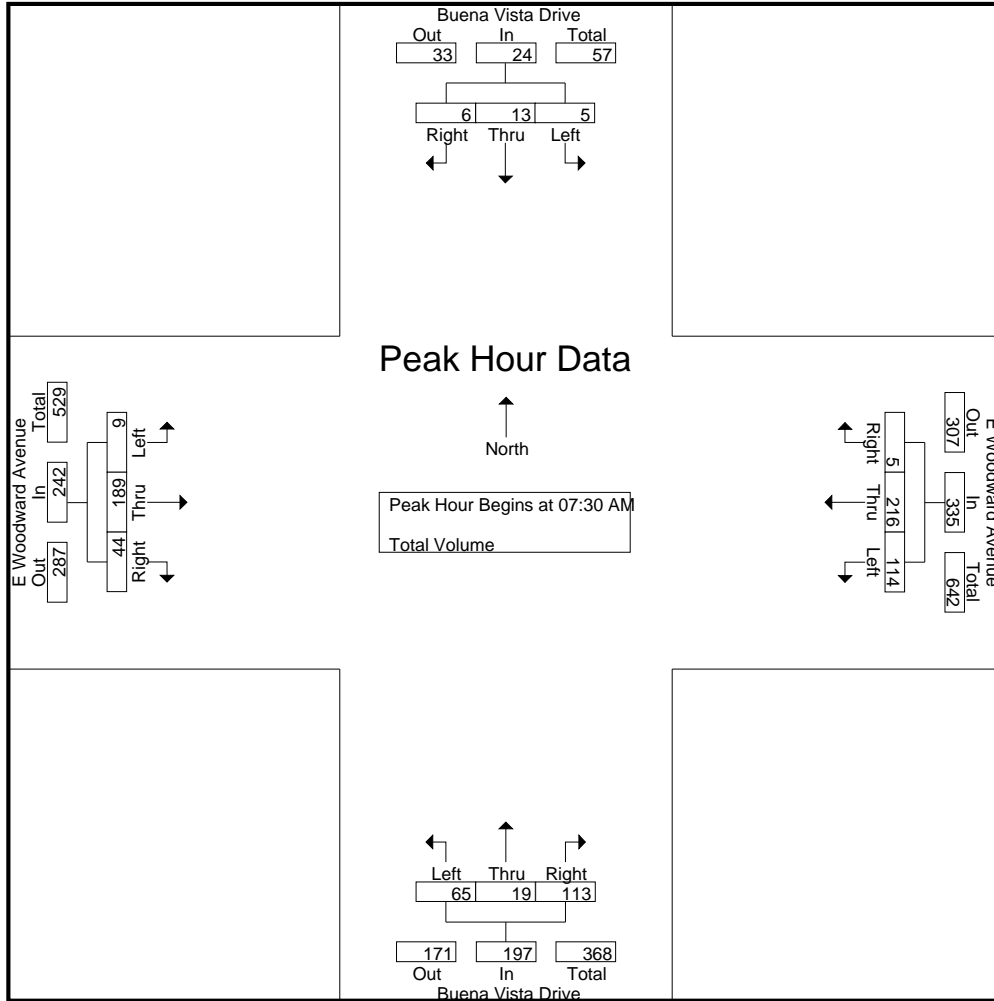 Buena Vista Drive
Out In Total
33 24 57
6 13 5
Right Thru Left
Peak Hour Data
North
Peak Hour Begins at 07:30 AM
Total Volume
E Woodward Avenue
Out In Total
287 242 529
Right Thru Left
44 189 9
E Woodward Avenue
Out In Total
307 335 642
Right Thru Left
5 216 114
Left Thru Right
65 19 113
171 197 368
Out In Total
Buena Vista Drive